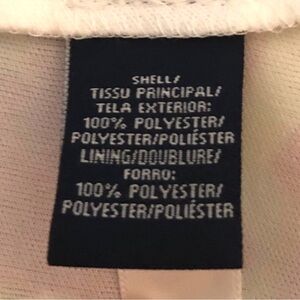 SHELL/
TISSU PRINCIPAL/
TELA EXTERIOR:
100% POLYESTER/
POLYESTER/POLIÉSTER
LINING/DOUBLURE/
FORRO:
100% POLYESTER/
POLYESTER/POLIÉSTER